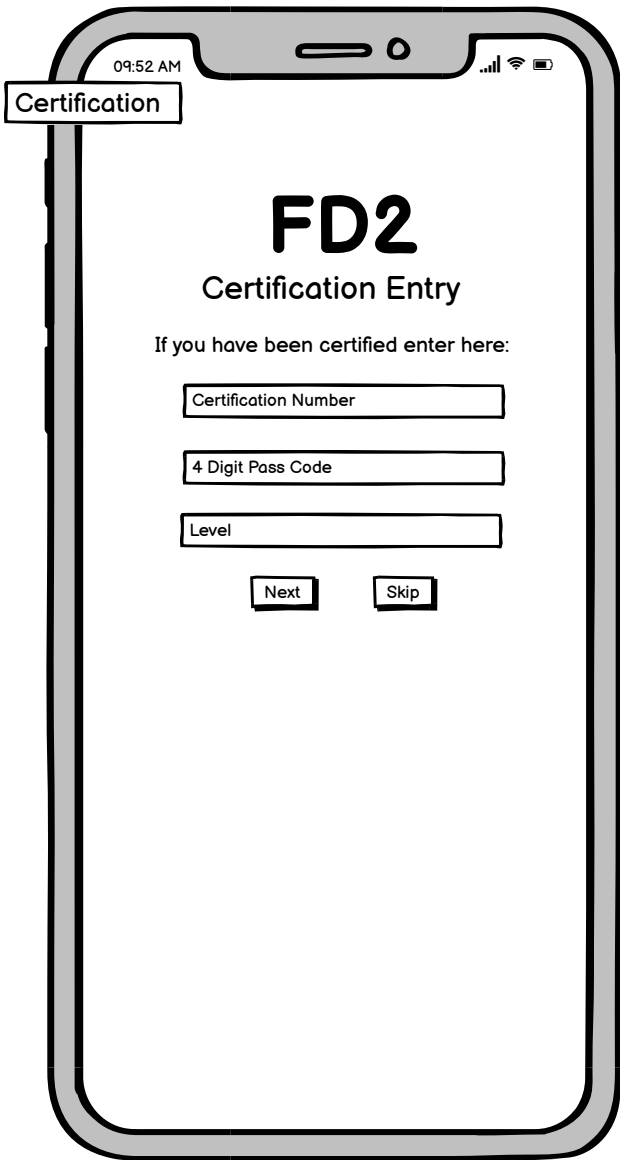 09:52 AM
Certification
FD2
Certification Entry
If you have been certified enter here:
Certification Number
4 Digit Pass Code
Level
Next Skip